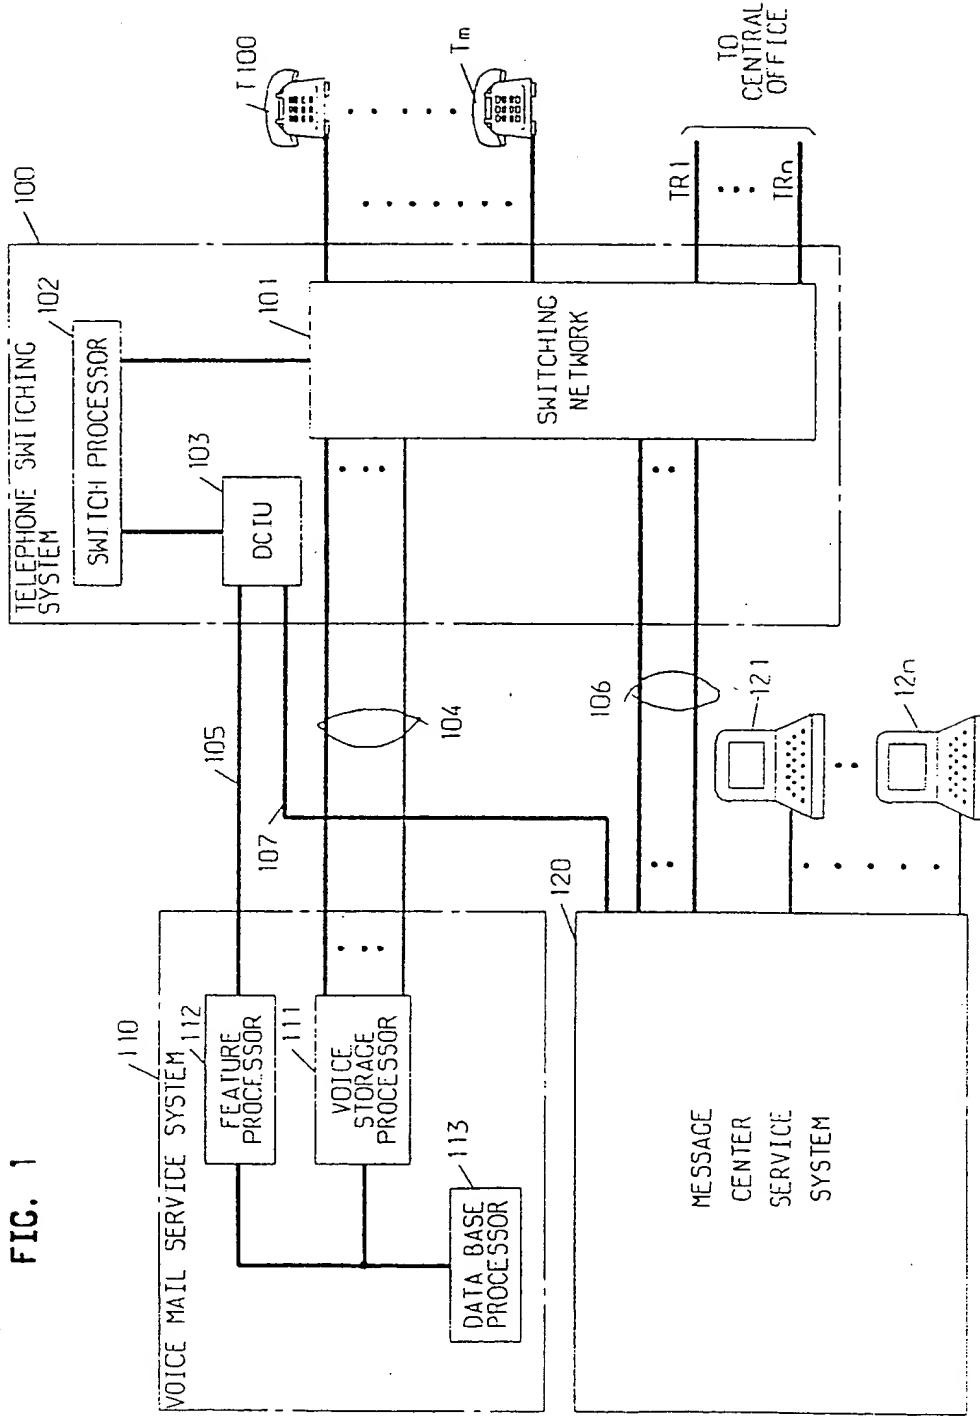 FIG. 1
VOICE MAIL SERVICE SYSTEM
110
FEATURE
PROCESSOR
112
VOICE
STORAGE
PROCESSOR
111
DATA BASE
PROCESSOR
113
MESSAGE
CENTER
SERVICE
SYSTEM
120
105
107
104
106
121
12n
TELEPHONE SWITCHING
SYSTEM
100
SWITCH PROCESSOR
102
DCIU
103
SWITCHING
NETWORK
101
T100
Tm
TR1
TRn
TO
CENTRAL
OFFICE